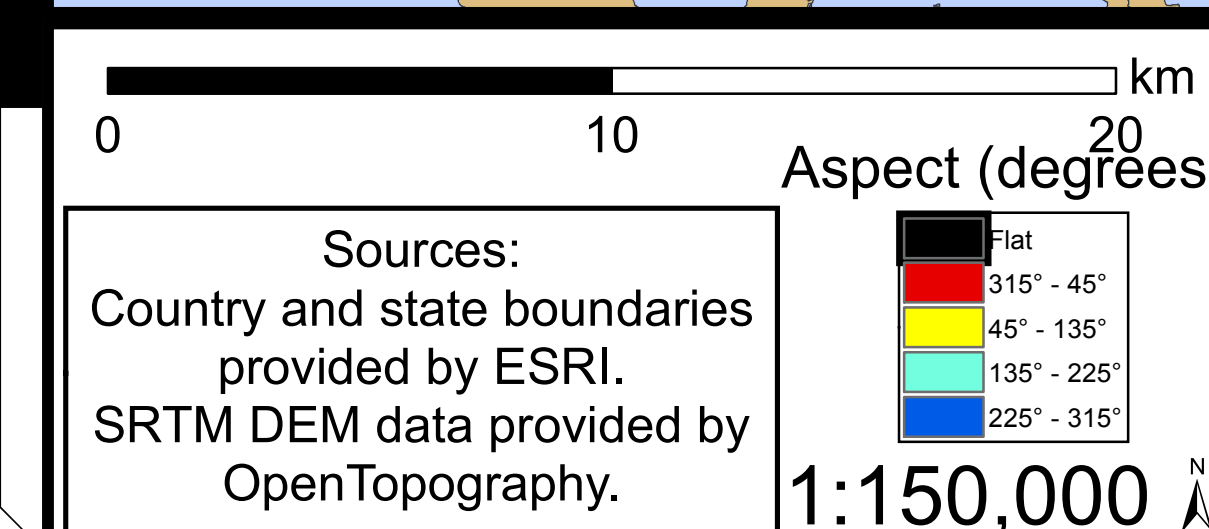 km
0 10 20
Aspect (degrees
Sources:
Country and state boundaries
provided by ESRI.
SRTM DEM data provided by
OpenTopography.
Flat
315° - 45°
45° - 135°
135° - 225°
225° - 315°
1:150,000
N